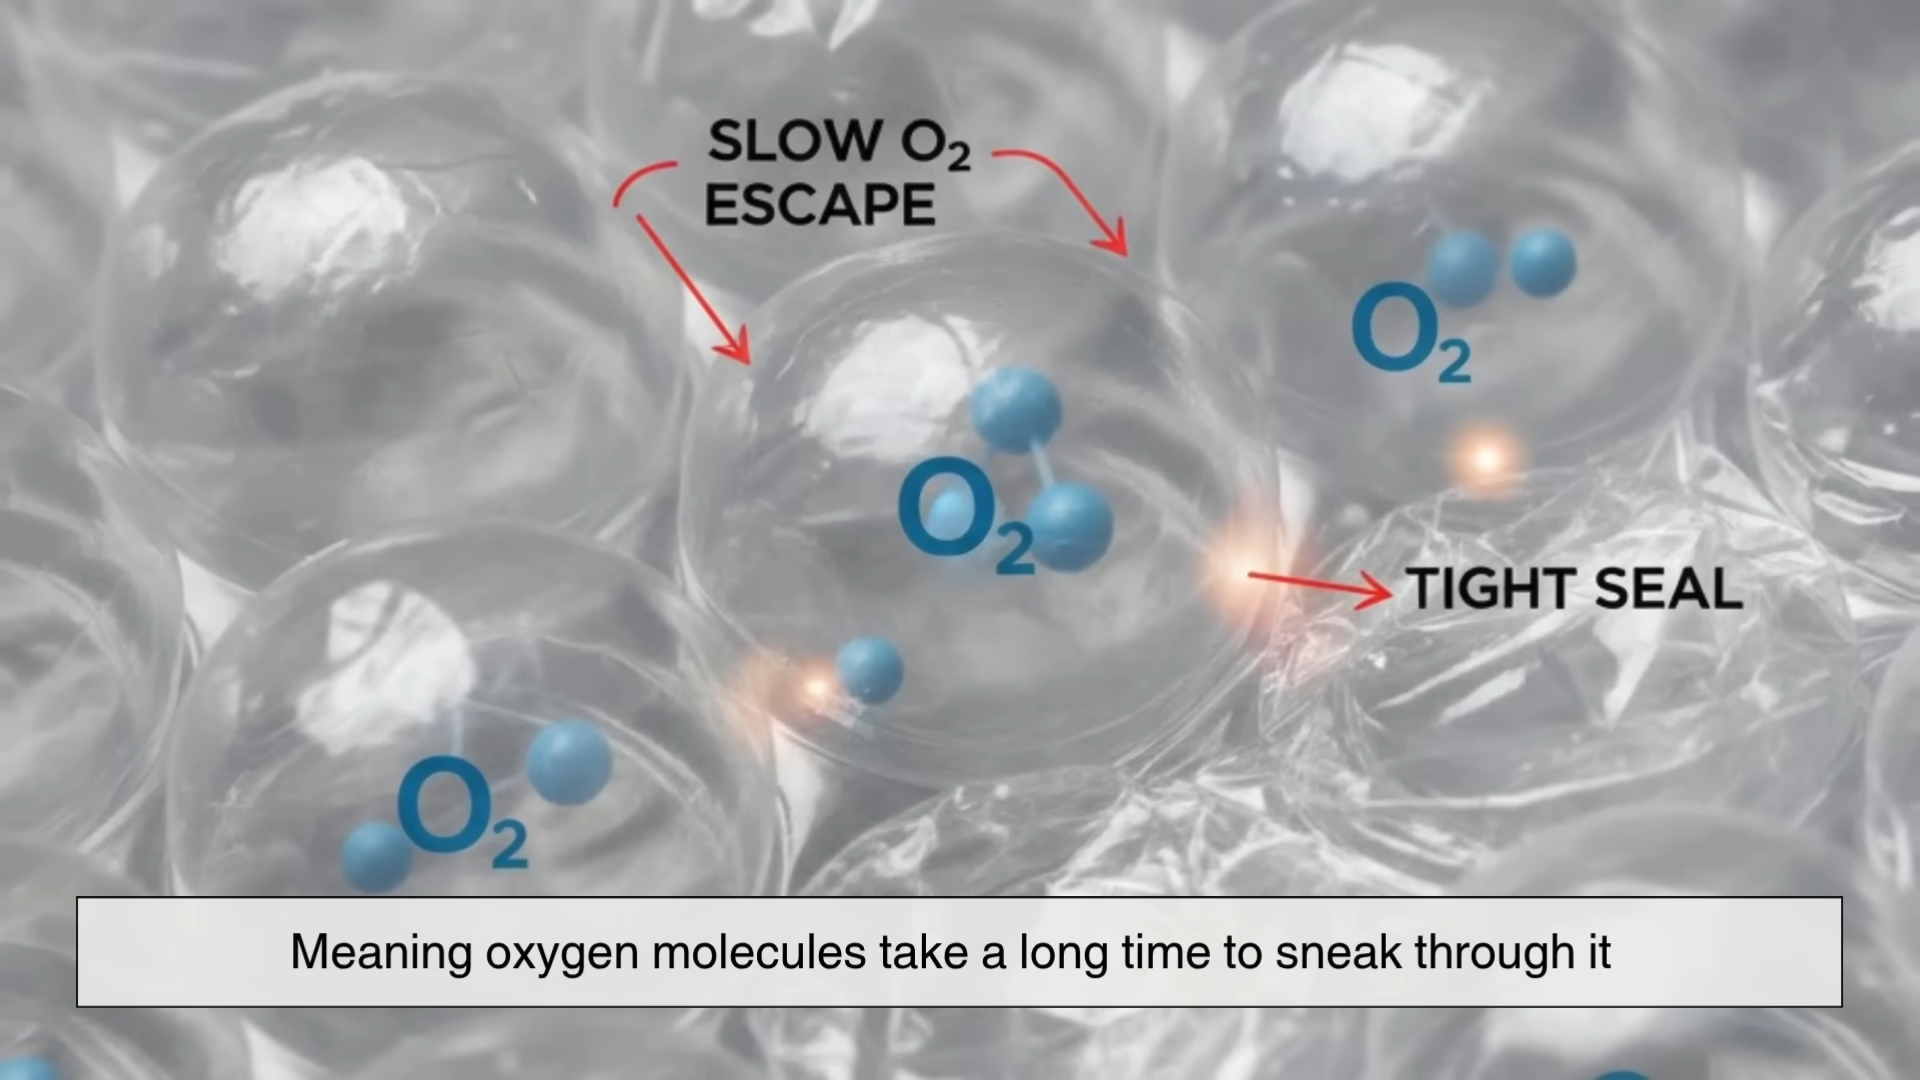 SLOW O₂
ESCAPE
O₂
O₂
TIGHT SEAL
O₂
Meaning oxygen molecules take a long time to sneak through it